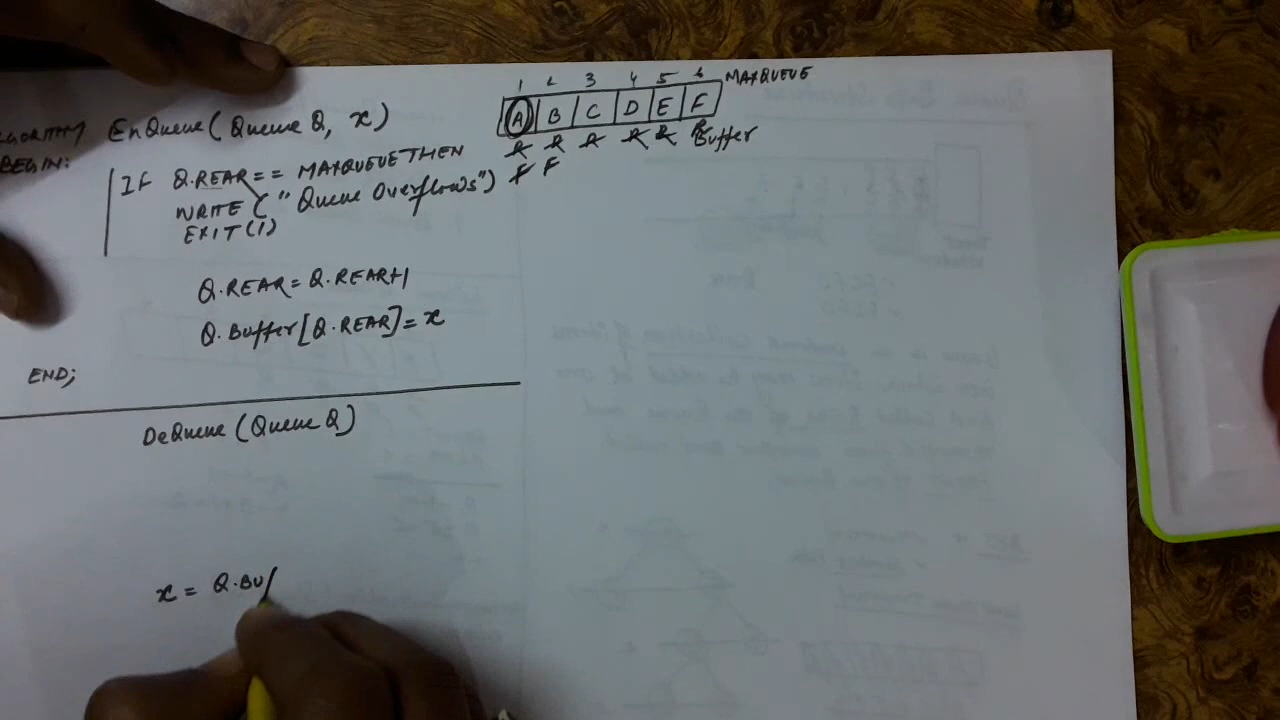 1 2 3 4 5 6 MAXQUEUE
A B C D E F
R R R R R R Buffer
F F
EnQueue(Queue Q, x)
BEGIN:
IF Q.REAR == MAXQUEUE THEN
WRITE ("Queue Overflows")
EXIT(1)
Q.REAR = Q.REAR+1
Q.Buffer[Q.REAR] = x
END;
DeQueue(Queue Q)
x = Q.Bu